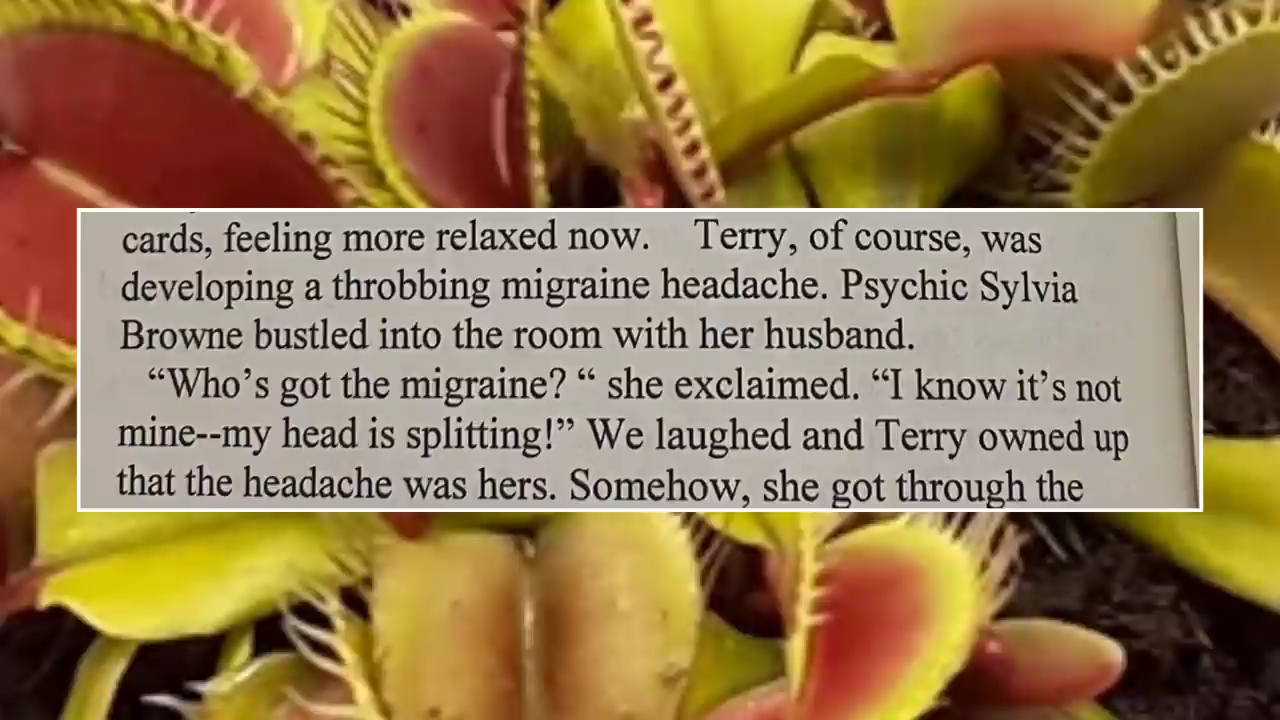 cards, feeling more relaxed now. Terry, of course, was
developing a throbbing migraine headache. Psychic Sylvia
Browne bustled into the room with her husband.
“Who’s got the migraine? “ she exclaimed. “I know it’s not
mine--my head is splitting!” We laughed and Terry owned up
that the headache was hers. Somehow, she got through the